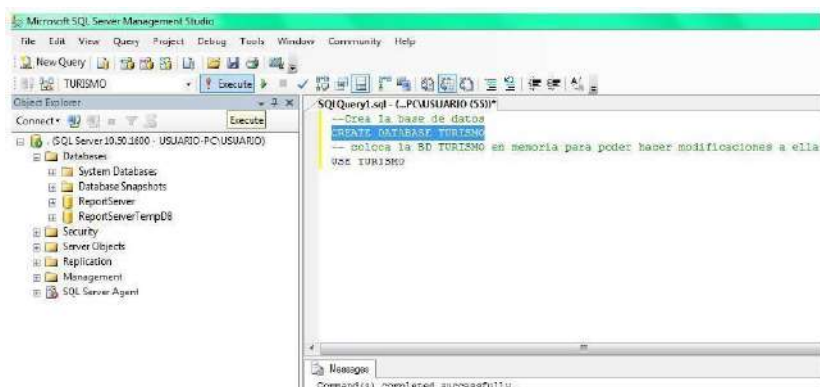 Microsoft SQL Server Management Studio
File Edit View Query Project Debug Tools Window Community Help
New Query
TURISMO
Execute
Object Explorer
SQLQuery1.sql - (...PC\USUARIO (55))*
Connect
Execute
--Crea la base de datos
CREATE DATABASE TURISMO
-- coloca la BD TURISMO en memoria para poder hacer modificaciones a ella
USE TURISMO
. (SQL Server 10.50.1600 - USUARIO-PC\USUARIO)
Databases
System Databases
Database Snapshots
ReportServer
ReportServerTempDB
Security
Server Objects
Replication
Management
SQL Server Agent
Messages
Command(s) completed successfully.